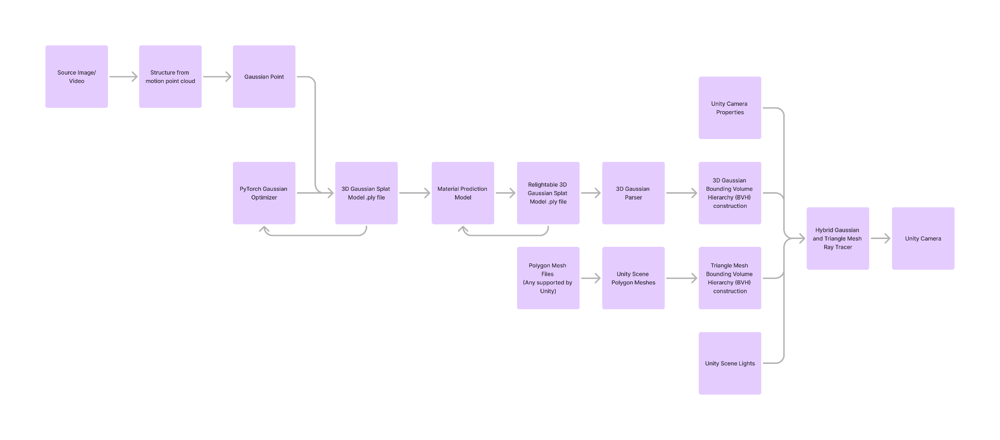 Source Image/
Video
Structure from
motion point cloud
Gaussian Point
Unity Camera
Properties
PyTorch Gaussian
Optimizer
3D Gaussian Splat
Model .ply file
Material Prediction
Model
Relightable 3D
Gaussian Splat
Model .ply file
3D Gaussian
Parser
3D Gaussian
Bounding Volume
Hierarchy (BVH)
construction
Polygon Mesh
Files
(Any supported by
Unity)
Unity Scene
Polygon Meshes
Triangle Mesh
Bounding Volume
Hierarchy (BVH)
construction
Hybrid Gaussian
and Triangle Mesh
Ray Tracer
Unity Camera
Unity Scene Lights